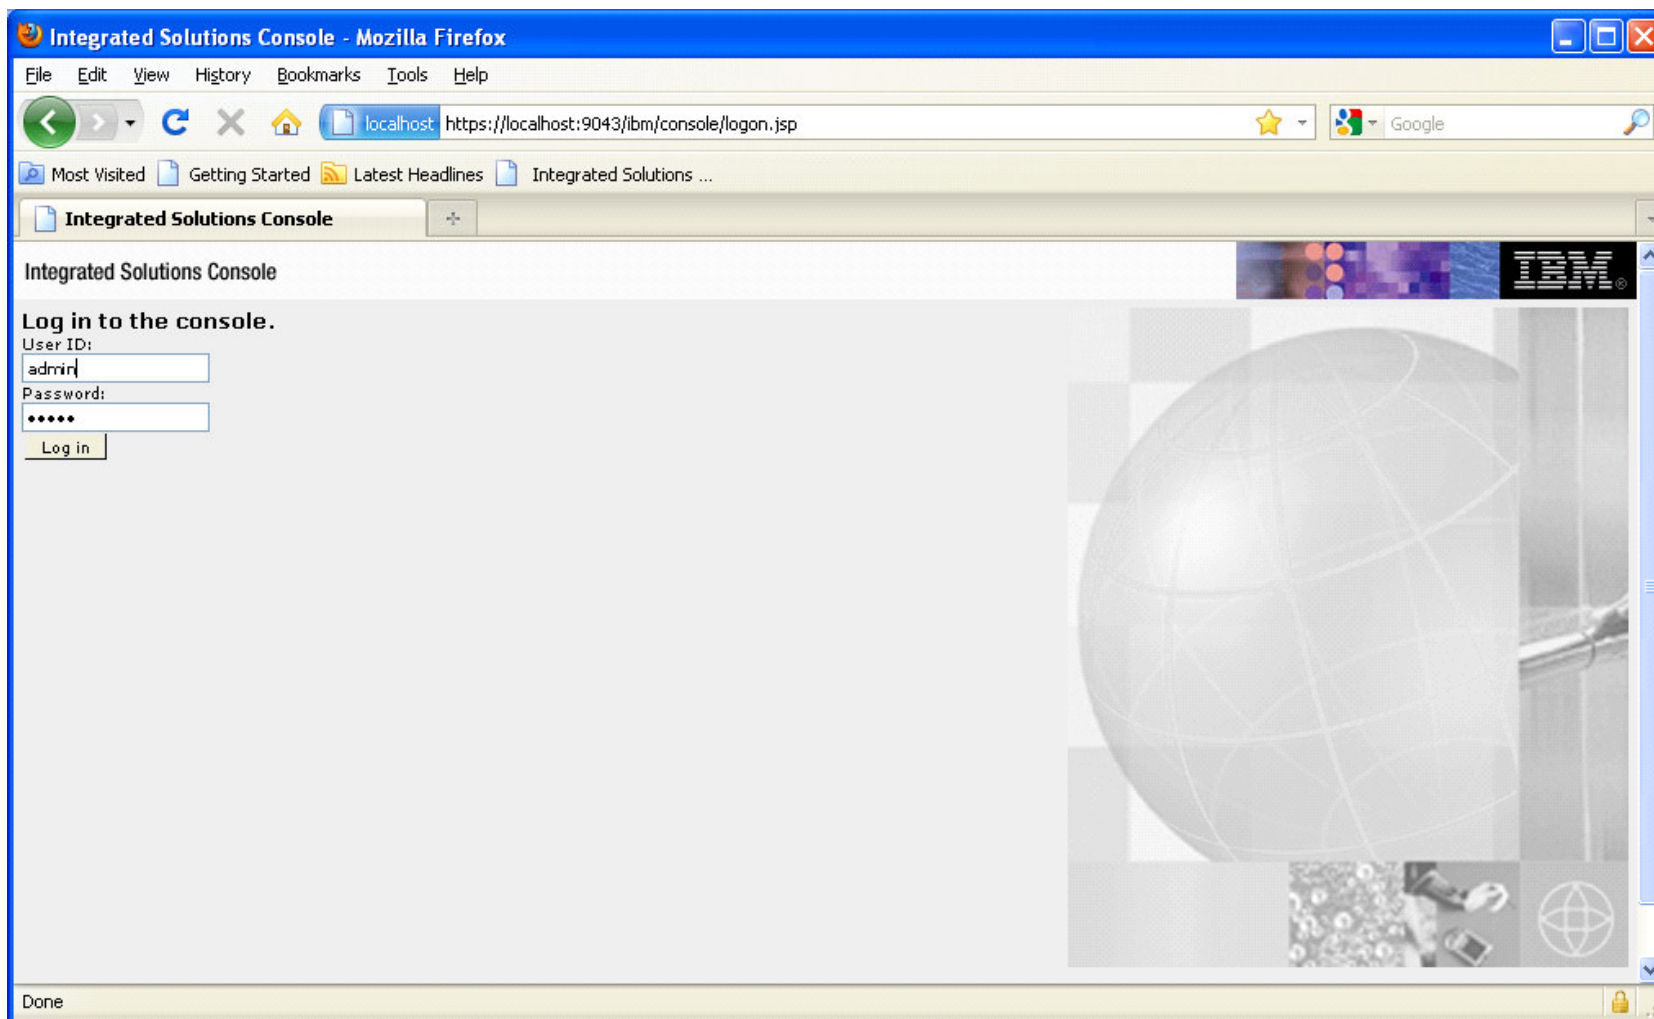 Integrated Solutions Console - Mozilla Firefox
File Edit View History Bookmarks Tools Help
localhost https://localhost:9043/ibm/console/logon.jsp Google
Most Visited Getting Started Latest Headlines Integrated Solutions ...
Integrated Solutions Console
Integrated Solutions Console IBM®
Log in to the console.
User ID:
admin
Password:
•••••
Log in
Done